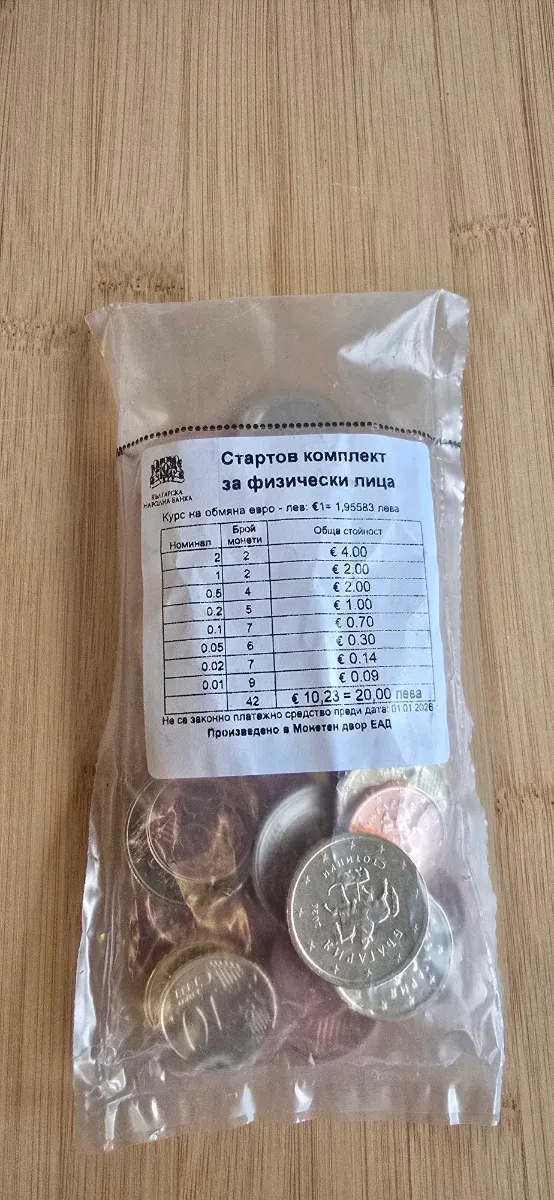 Стартов комплект
за физически лица
БЪЛГАРСКА
НАРОДНА БАНКА
Курс на обмяна евро - лев: €1= 1,95583 лева
Номинал Брой монети Обща стойност
2 2 € 4.00
1 2 € 2.00
0.5 4 € 2.00
0.2 5 € 1.00
0.1 7 € 0.70
0.05 6 € 0.30
0.02 7 € 0.14
0.01 9 € 0.09
42 € 10,23 = 20,00 лева
Не са законно платежно средство преди дата: 01.01.2026г
Произведено в Монетен двор ЕАД
СТОТИНКИ
2026
БЪЛГАРИЯ
10